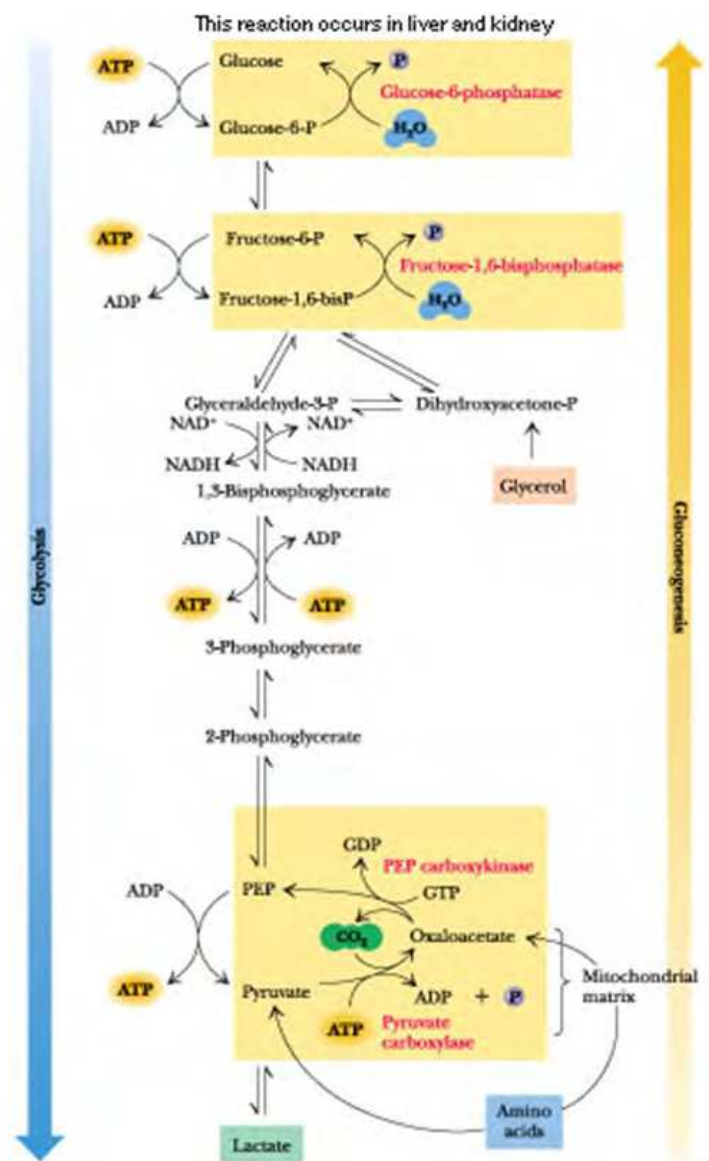 This reaction occurs in liver and kidney
ATP
Glucose
P
Glucose-6-phosphatase
ADP
Glucose-6-P
H₂O
ATP
Fructose-6-P
P
Fructose-1,6-bisphosphatase
ADP
Fructose-1,6-bisP
H₂O
Glyceraldehyde-3-P
Dihydroxyacetone-P
NAD⁺
NAD⁺
NADH
NADH
Glycerol
1,3-Bisphosphoglycerate
Glycolysis
Gluconeogenesis
ADP
ADP
ATP
ATP
3-Phosphoglycerate
2-Phosphoglycerate
GDP
PEP carboxykinase
ADP
PEP
GTP
CO₂
Oxaloacetate
Mitochondrial
matrix
ATP
Pyruvate
ADP + P
ATP
Pyruvate
carboxylase
Amino
acids
Lactate